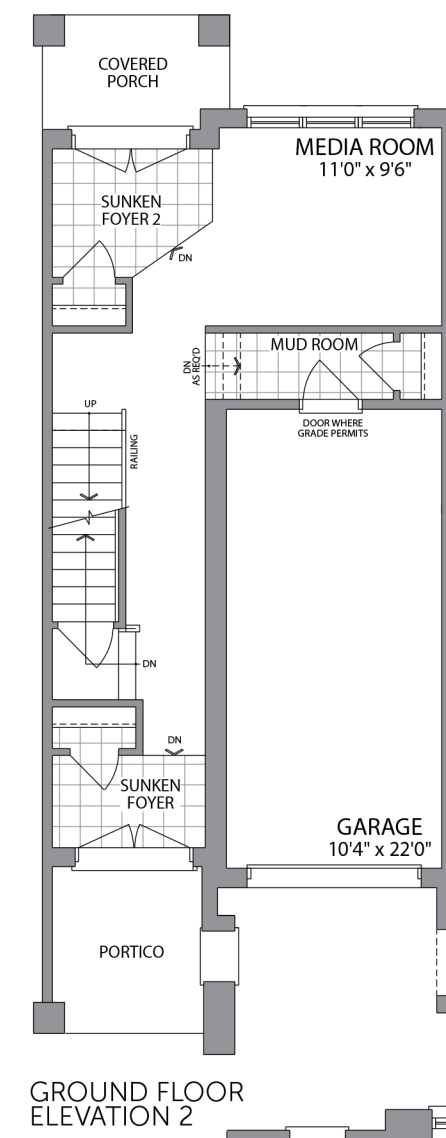 COVERED
PORCH
MEDIA ROOM
11'0" x 9'6"
SUNKEN
FOYER 2
DN
MUD ROOM
DN
AS REQ'D
UP
DOOR WHERE
GRADE PERMITS
RAILING
DN
DN
SUNKEN
FOYER
GARAGE
10'4" x 22'0"
PORTICO
GROUND FLOOR
ELEVATION 2